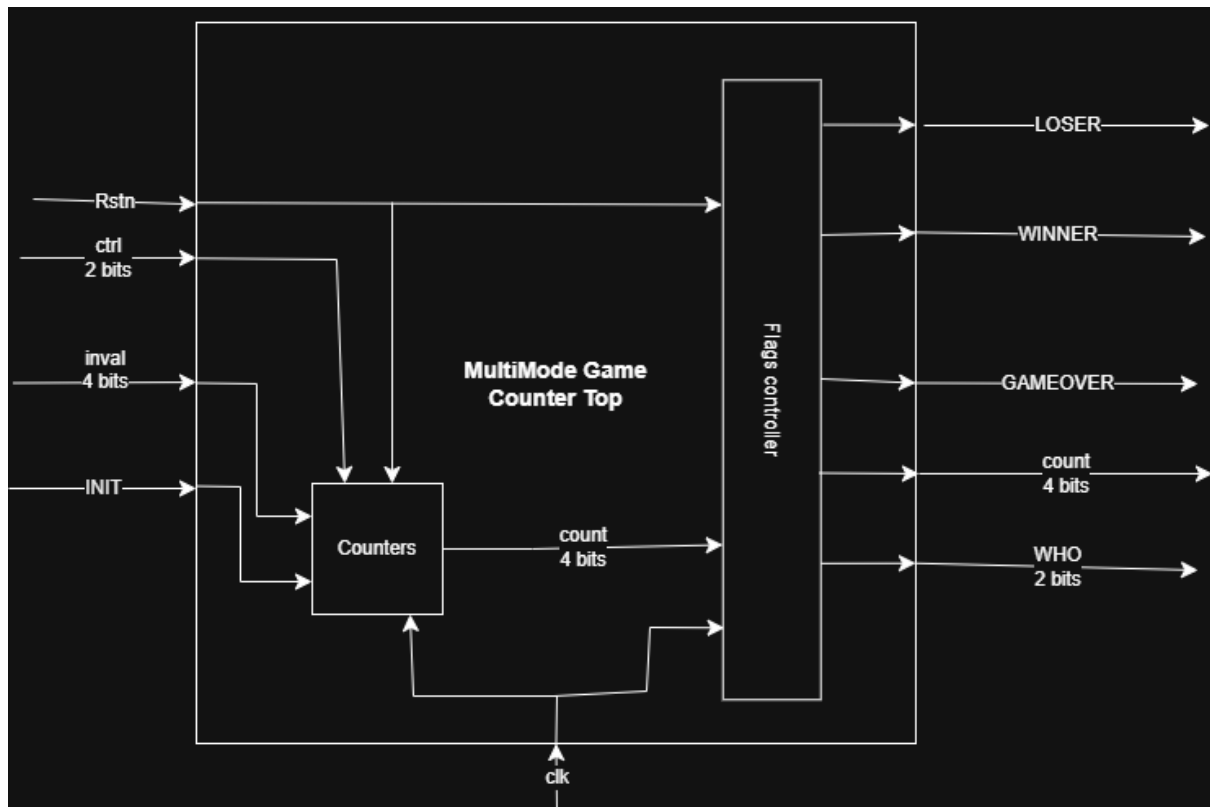 LOSER
Rstn
WINNER
ctrl
2 bits
inval
4 bits
MultiMode Game
Counter Top
Flags controller
GAMEOVER
INIT
count
4 bits
Counters
count
4 bits
WHO
2 bits
clk